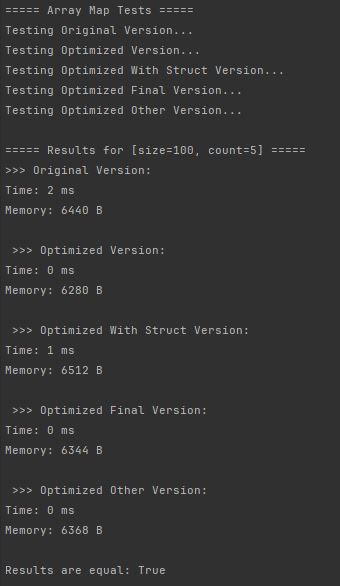 ===== Array Map Tests =====
Testing Original Version...
Testing Optimized Version...
Testing Optimized With Struct Version...
Testing Optimized Final Version...
Testing Optimized Other Version...

===== Results for [size=100, count=5] =====
>>> Original Version:
Time: 2 ms
Memory: 6440 B

>>> Optimized Version:
Time: 0 ms
Memory: 6280 B

>>> Optimized With Struct Version:
Time: 1 ms
Memory: 6512 B

>>> Optimized Final Version:
Time: 0 ms
Memory: 6344 B

>>> Optimized Other Version:
Time: 0 ms
Memory: 6368 B

Results are equal: True